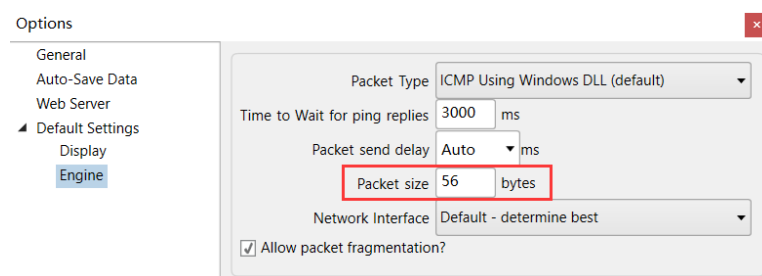 Options
General
Auto-Save Data
Web Server
Default Settings
Display
Engine
Packet Type ICMP Using Windows DLL (default)
Time to Wait for ping replies 3000 ms
Packet send delay Auto ms
Packet size 56 bytes
Network Interface Default - determine best
Allow packet fragmentation?